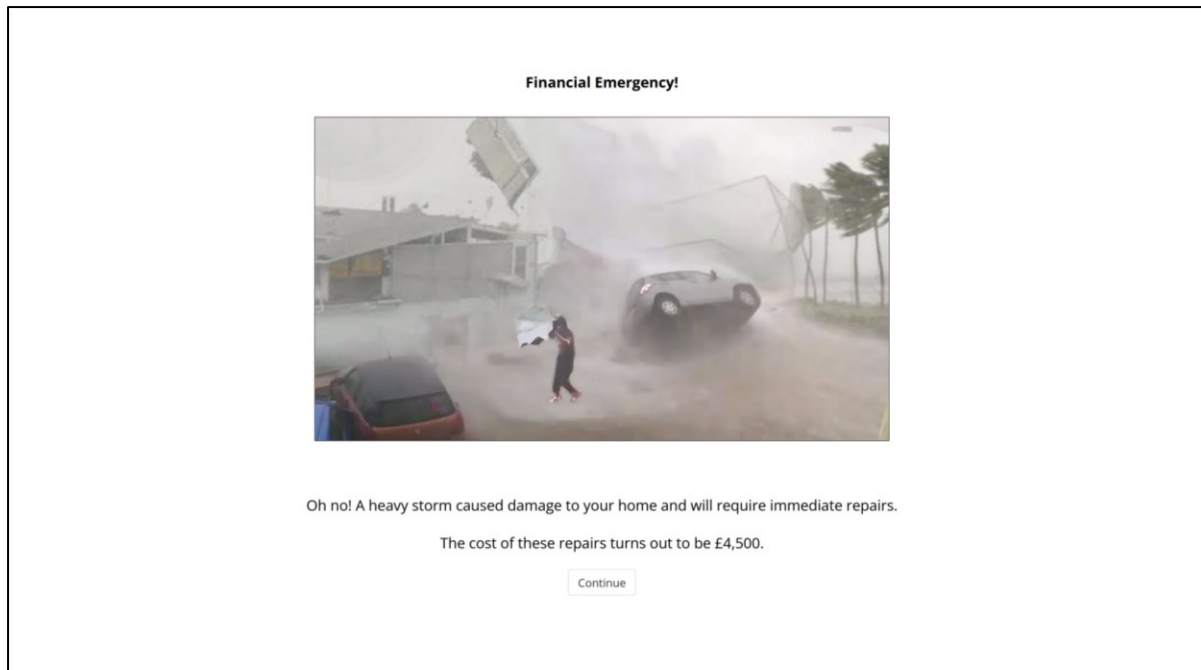 Financial Emergency!
Oh no! A heavy storm caused damage to your home and will require immediate repairs.
The cost of these repairs turns out to be £4,500.
Continue